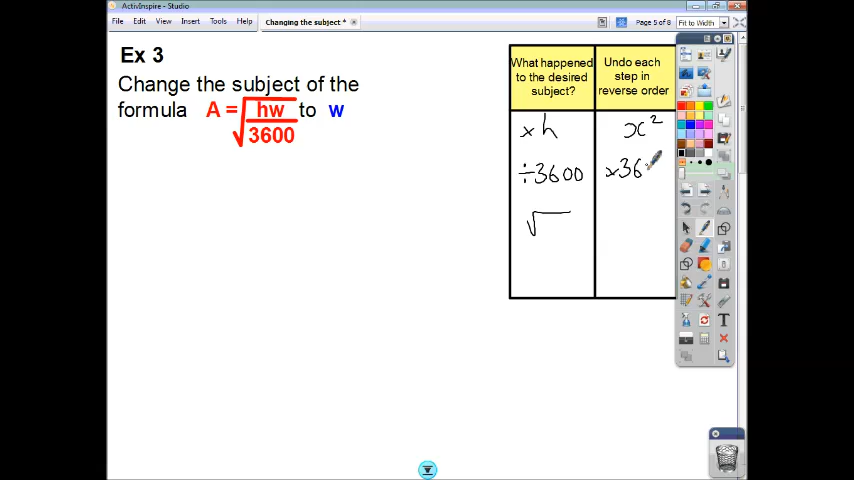 ActivInspire - Studio
File Edit View Insert Tools Help
Changing the subject *
Page 5 of 8
Fit to Width
Ex 3
Change the subject of the
formula A = √(hw/3600) to w
What happened
to the desired
subject?
Undo each
step in
reverse order
×h
x²
÷3600
×36
√